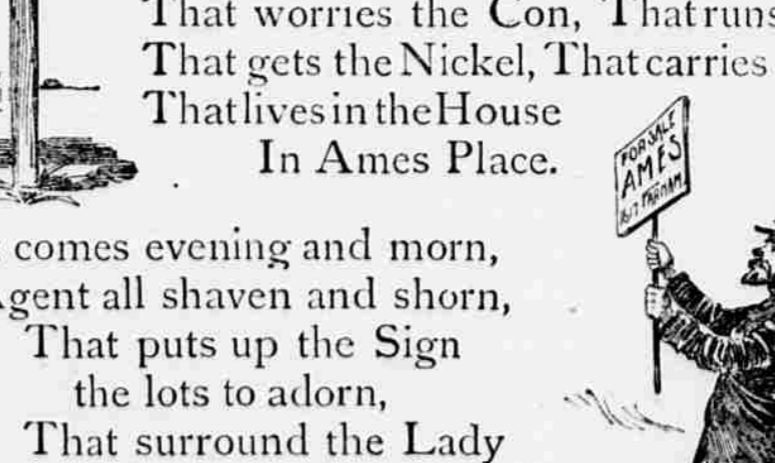 That worries the Con, That runs
That gets the Nickel, That carries
That lives in the House
In Ames Place.
FOR SALE
AMES
1617 FARNAM
comes evening and morn,
gent all shaven and shorn,
That puts up the Sign
the lots to adorn,
That surround the Lady